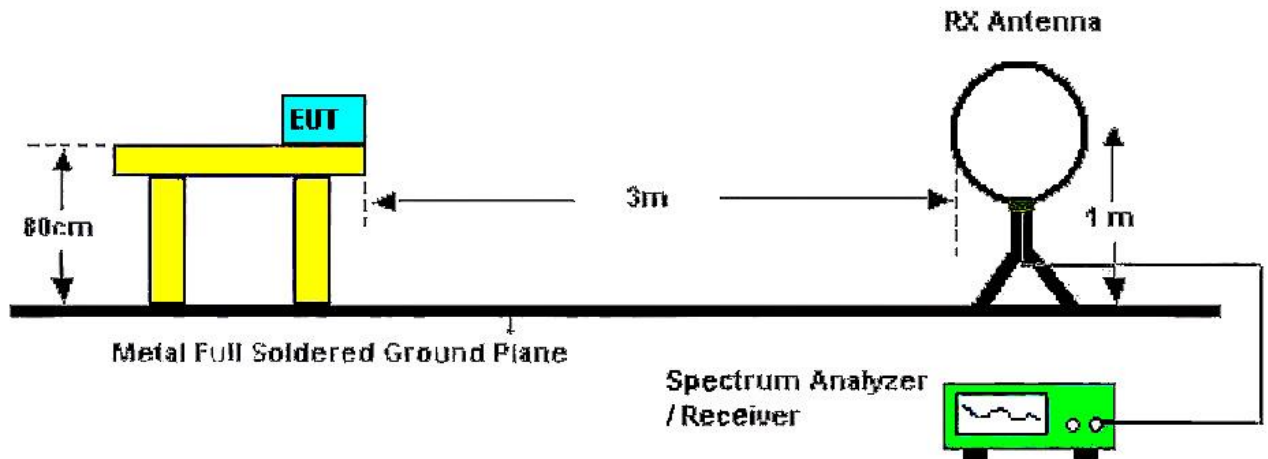 RX Antenna
EUT
3m
80cm
1 m
Metal Full Soldered Ground Plane
Spectrum Analyzer
/ Receiver